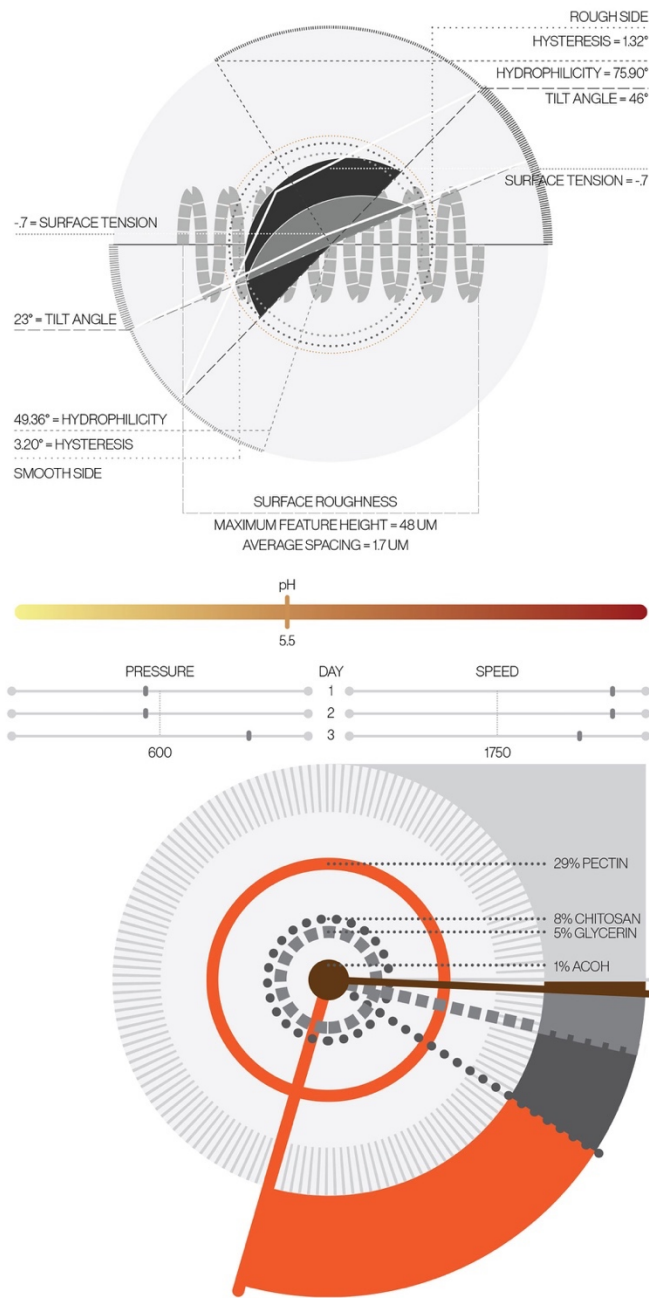 ROUGH SIDE
HYSTERESIS = 1.32°
HYDROPHILICITY = 75.90°
TILT ANGLE = 46°
SURFACE TENSION = -.7
-.7 = SURFACE TENSION
23° = TILT ANGLE
49.36° = HYDROPHILICITY
3.20° = HYSTERESIS
SMOOTH SIDE
SURFACE ROUGHNESS
MAXIMUM FEATURE HEIGHT = 48 UM
AVERAGE SPACING = 1.7 UM
pH
5.5
PRESSURE DAY SPEED
1
2
3
600 1750
29% PECTIN
8% CHITOSAN
5% GLYCERIN
1% ACOH